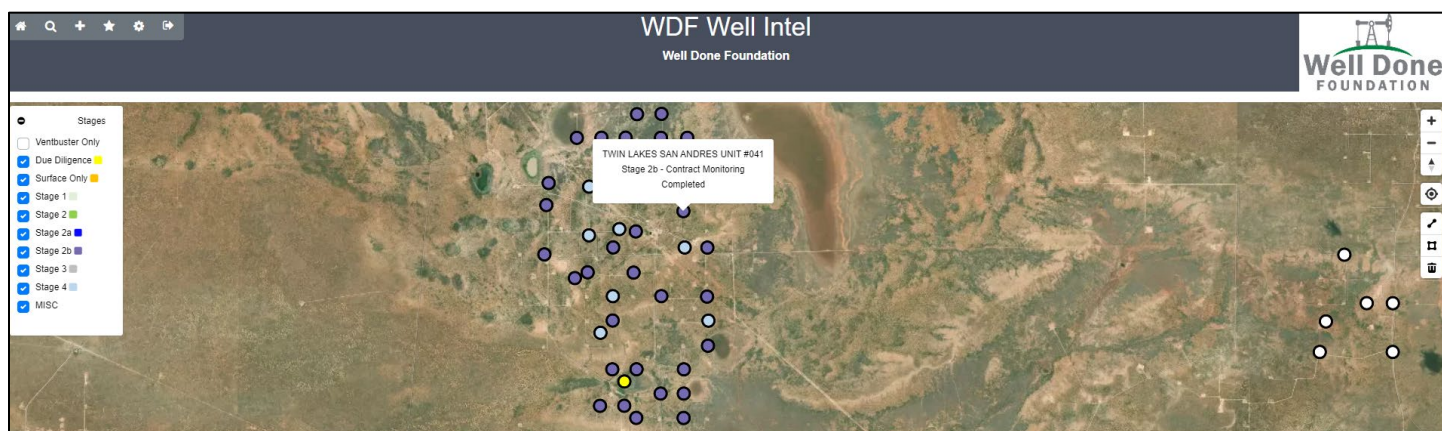 WDF Well Intel
Well Done Foundation
Well Done
FOUNDATION
Stages
Ventbuster Only
Due Diligence
Surface Only
Stage 1
Stage 2
Stage 2a
Stage 2b
Stage 3
Stage 4
MISC
TWIN LAKES SAN ANDRES UNIT #041
Stage 2b - Contract Monitoring
Completed